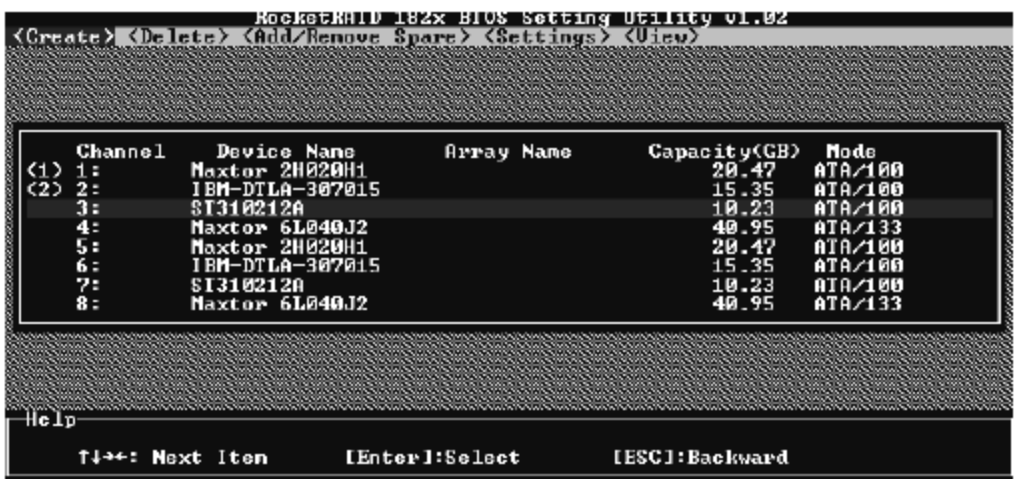 RocketRAID 182x BIOS Setting Utility v1.02
<Create> <Delete> <Add/Remove Spare> <Settings> <View>
Channel Device Name Array Name Capacity(GB) Mode
(1) 1: Maxtor 2H020H1 20.47 ATA/100
(2) 2: IBM-DTLA-307015 15.35 ATA/100
3: ST310212A 10.23 ATA/100
4: Maxtor 6L040J2 40.95 ATA/133
5: Maxtor 2H020H1 20.47 ATA/100
6: IBM-DTLA-307015 15.35 ATA/100
7: ST310212A 10.23 ATA/100
8: Maxtor 6L040J2 40.95 ATA/133
Help
↑↓→←: Next Item [Enter]:Select [ESC]:Backward